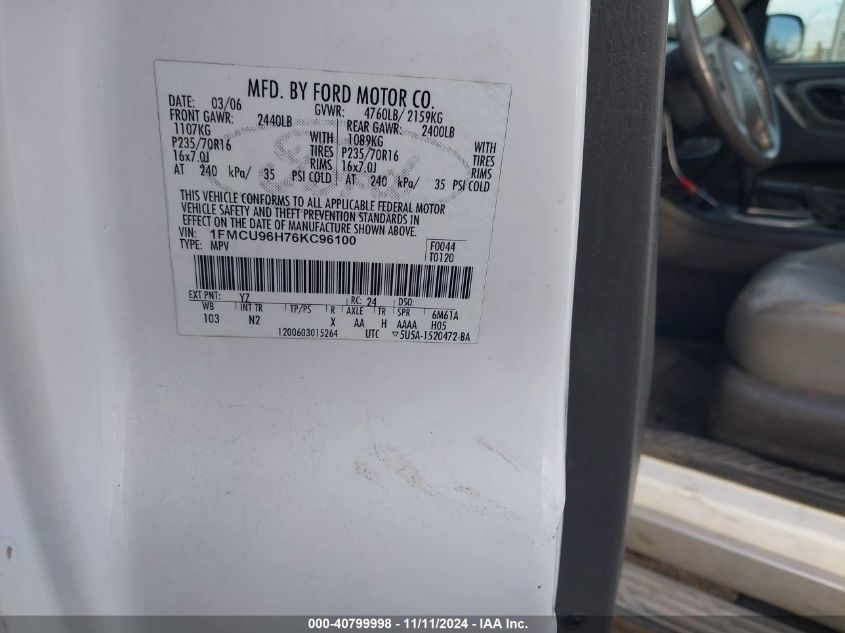 MFD. BY FORD MOTOR CO.
DATE: 03/06 GVWR: 4760LB/ 2159KG
FRONT GAWR: 2440LB REAR GAWR: 2400LB
1107KG WITH 1089KG WITH
P235/70R16 TIRES P235/70R16 TIRES
16x7.0J RIMS 16x7.0J RIMS
AT 240 kPa/ 35 PSI COLD AT 240 kPa/ 35 PSI COLD
THIS VEHICLE CONFORMS TO ALL APPLICABLE FEDERAL MOTOR
VEHICLE SAFETY AND THEFT PREVENTION STANDARDS IN
EFFECT ON THE DATE OF MANUFACTURE SHOWN ABOVE.
VIN: 1FMCU96H76KC96100 F0044
TYPE: MPV T0120
EXT PNT: YZ RC: 24 DSO:
WB INT TR TP/PS R AXLE TR SPR 6M61A
103 N2 X AA H AAAA H05
1200603015264 UTC ▽5U5A-1520472-BA
000-40799998 - 11/11/2024 - IAA Inc.